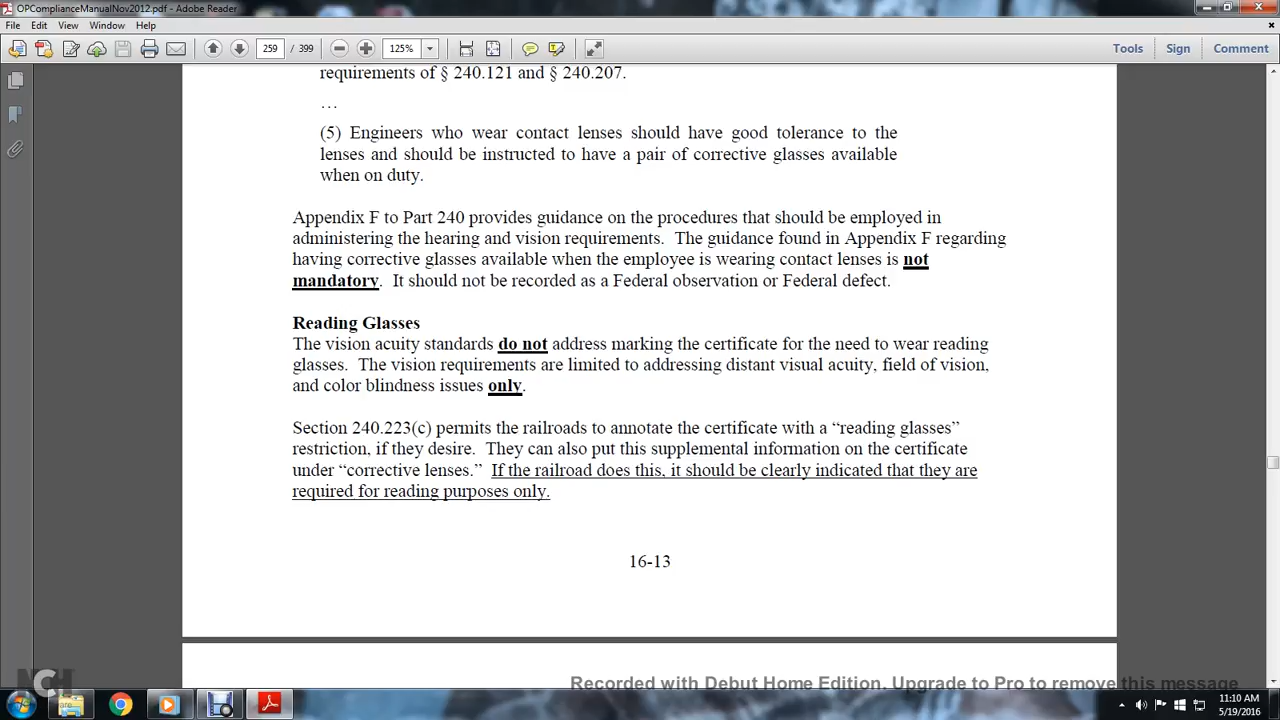 OPComplianceManualNov2012.pdf - Adobe Reader
File Edit View Window Help
259 / 399 125% Tools Sign Comment
requirements of § 240.121 and § 240.207.
…
(5) Engineers who wear contact lenses should have good tolerance to the
lenses and should be instructed to have a pair of corrective glasses available
when on duty.
Appendix F to Part 240 provides guidance on the procedures that should be employed in
administering the hearing and vision requirements. The guidance found in Appendix F regarding
having corrective glasses available when the employee is wearing contact lenses is not
mandatory. It should not be recorded as a Federal observation or Federal defect.
Reading Glasses
The vision acuity standards do not address marking the certificate for the need to wear reading
glasses. The vision requirements are limited to addressing distant visual acuity, field of vision,
and color blindness issues only.
Section 240.223(c) permits the railroads to annotate the certificate with a “reading glasses”
restriction, if they desire. They can also put this supplemental information on the certificate
under “corrective lenses.” If the railroad does this, it should be clearly indicated that they are
required for reading purposes only.
16-13
Recorded with Debut Home Edition. Upgrade to Pro to remove this message
NCH
11:10 AM
5/19/2016